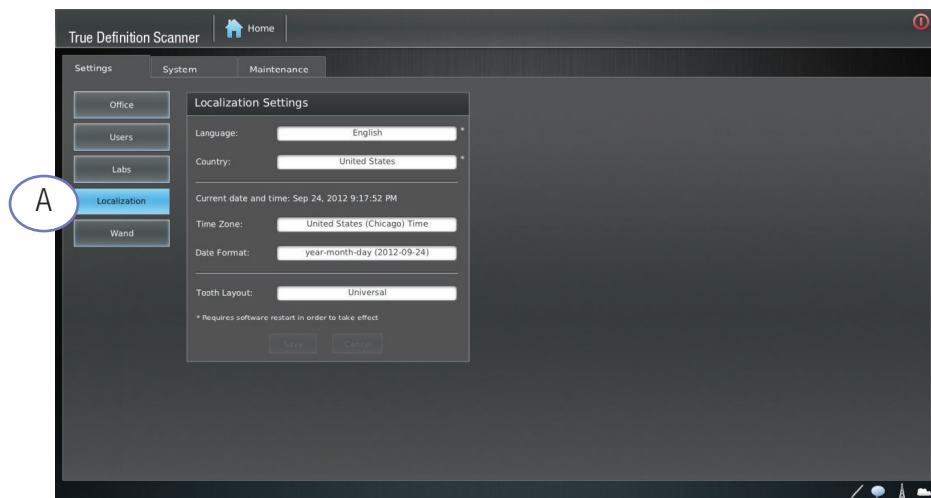 True Definition Scanner
Home
Settings System Maintenance
Office
Users
Labs
A
Localization
Wand
Localization Settings
Language: English *
Country: United States *
Current date and time: Sep 24, 2012 9:17:52 PM
Time Zone: United States (Chicago) Time
Date Format: year-month-day (2012-09-24)
Tooth Layout: Universal
* Requires software restart in order to take effect
Save Cancel